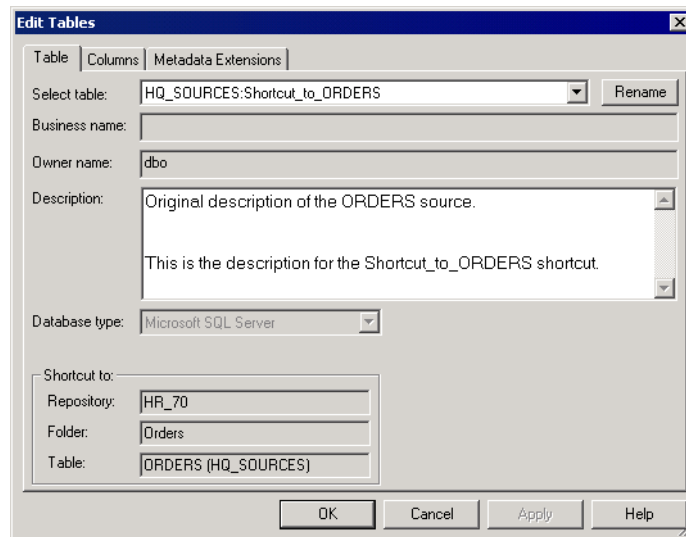 Edit Tables
Table Columns Metadata Extensions
Select table: HQ_SOURCES:Shortcut_to_ORDERS Rename
Business name:
Owner name: dbo
Description: Original description of the ORDERS source.
This is the description for the Shortcut_to_ORDERS shortcut.
Database type: Microsoft SQL Server
Shortcut to:
Repository: HR_70
Folder: Orders
Table: ORDERS (HQ_SOURCES)
OK Cancel Apply Help